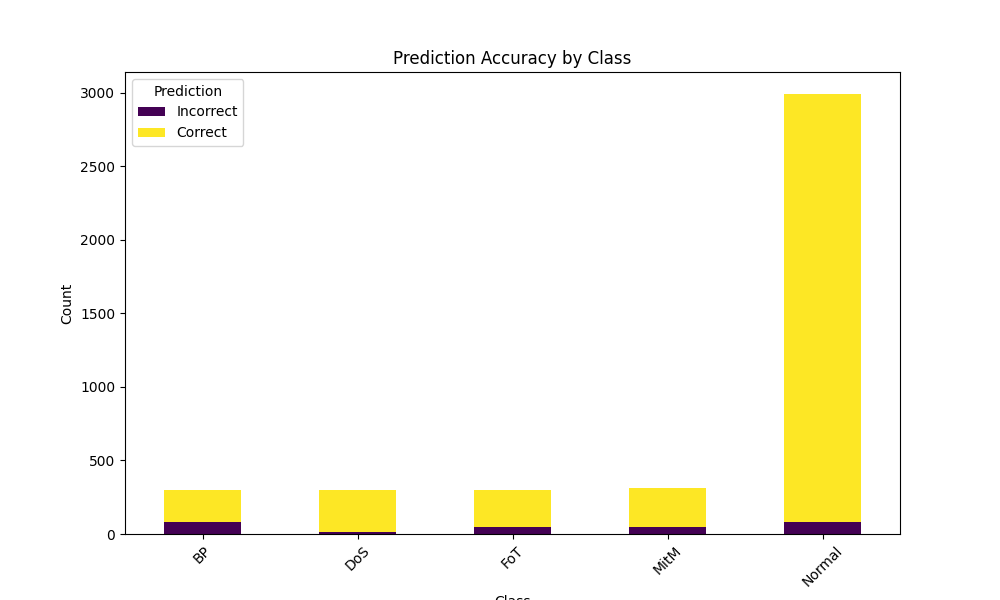 Prediction Accuracy by Class
Prediction
Incorrect
Correct
3000
2500
2000
1500
1000
500
0
Count
BP
DoS
FoT
MitM
Normal
Class